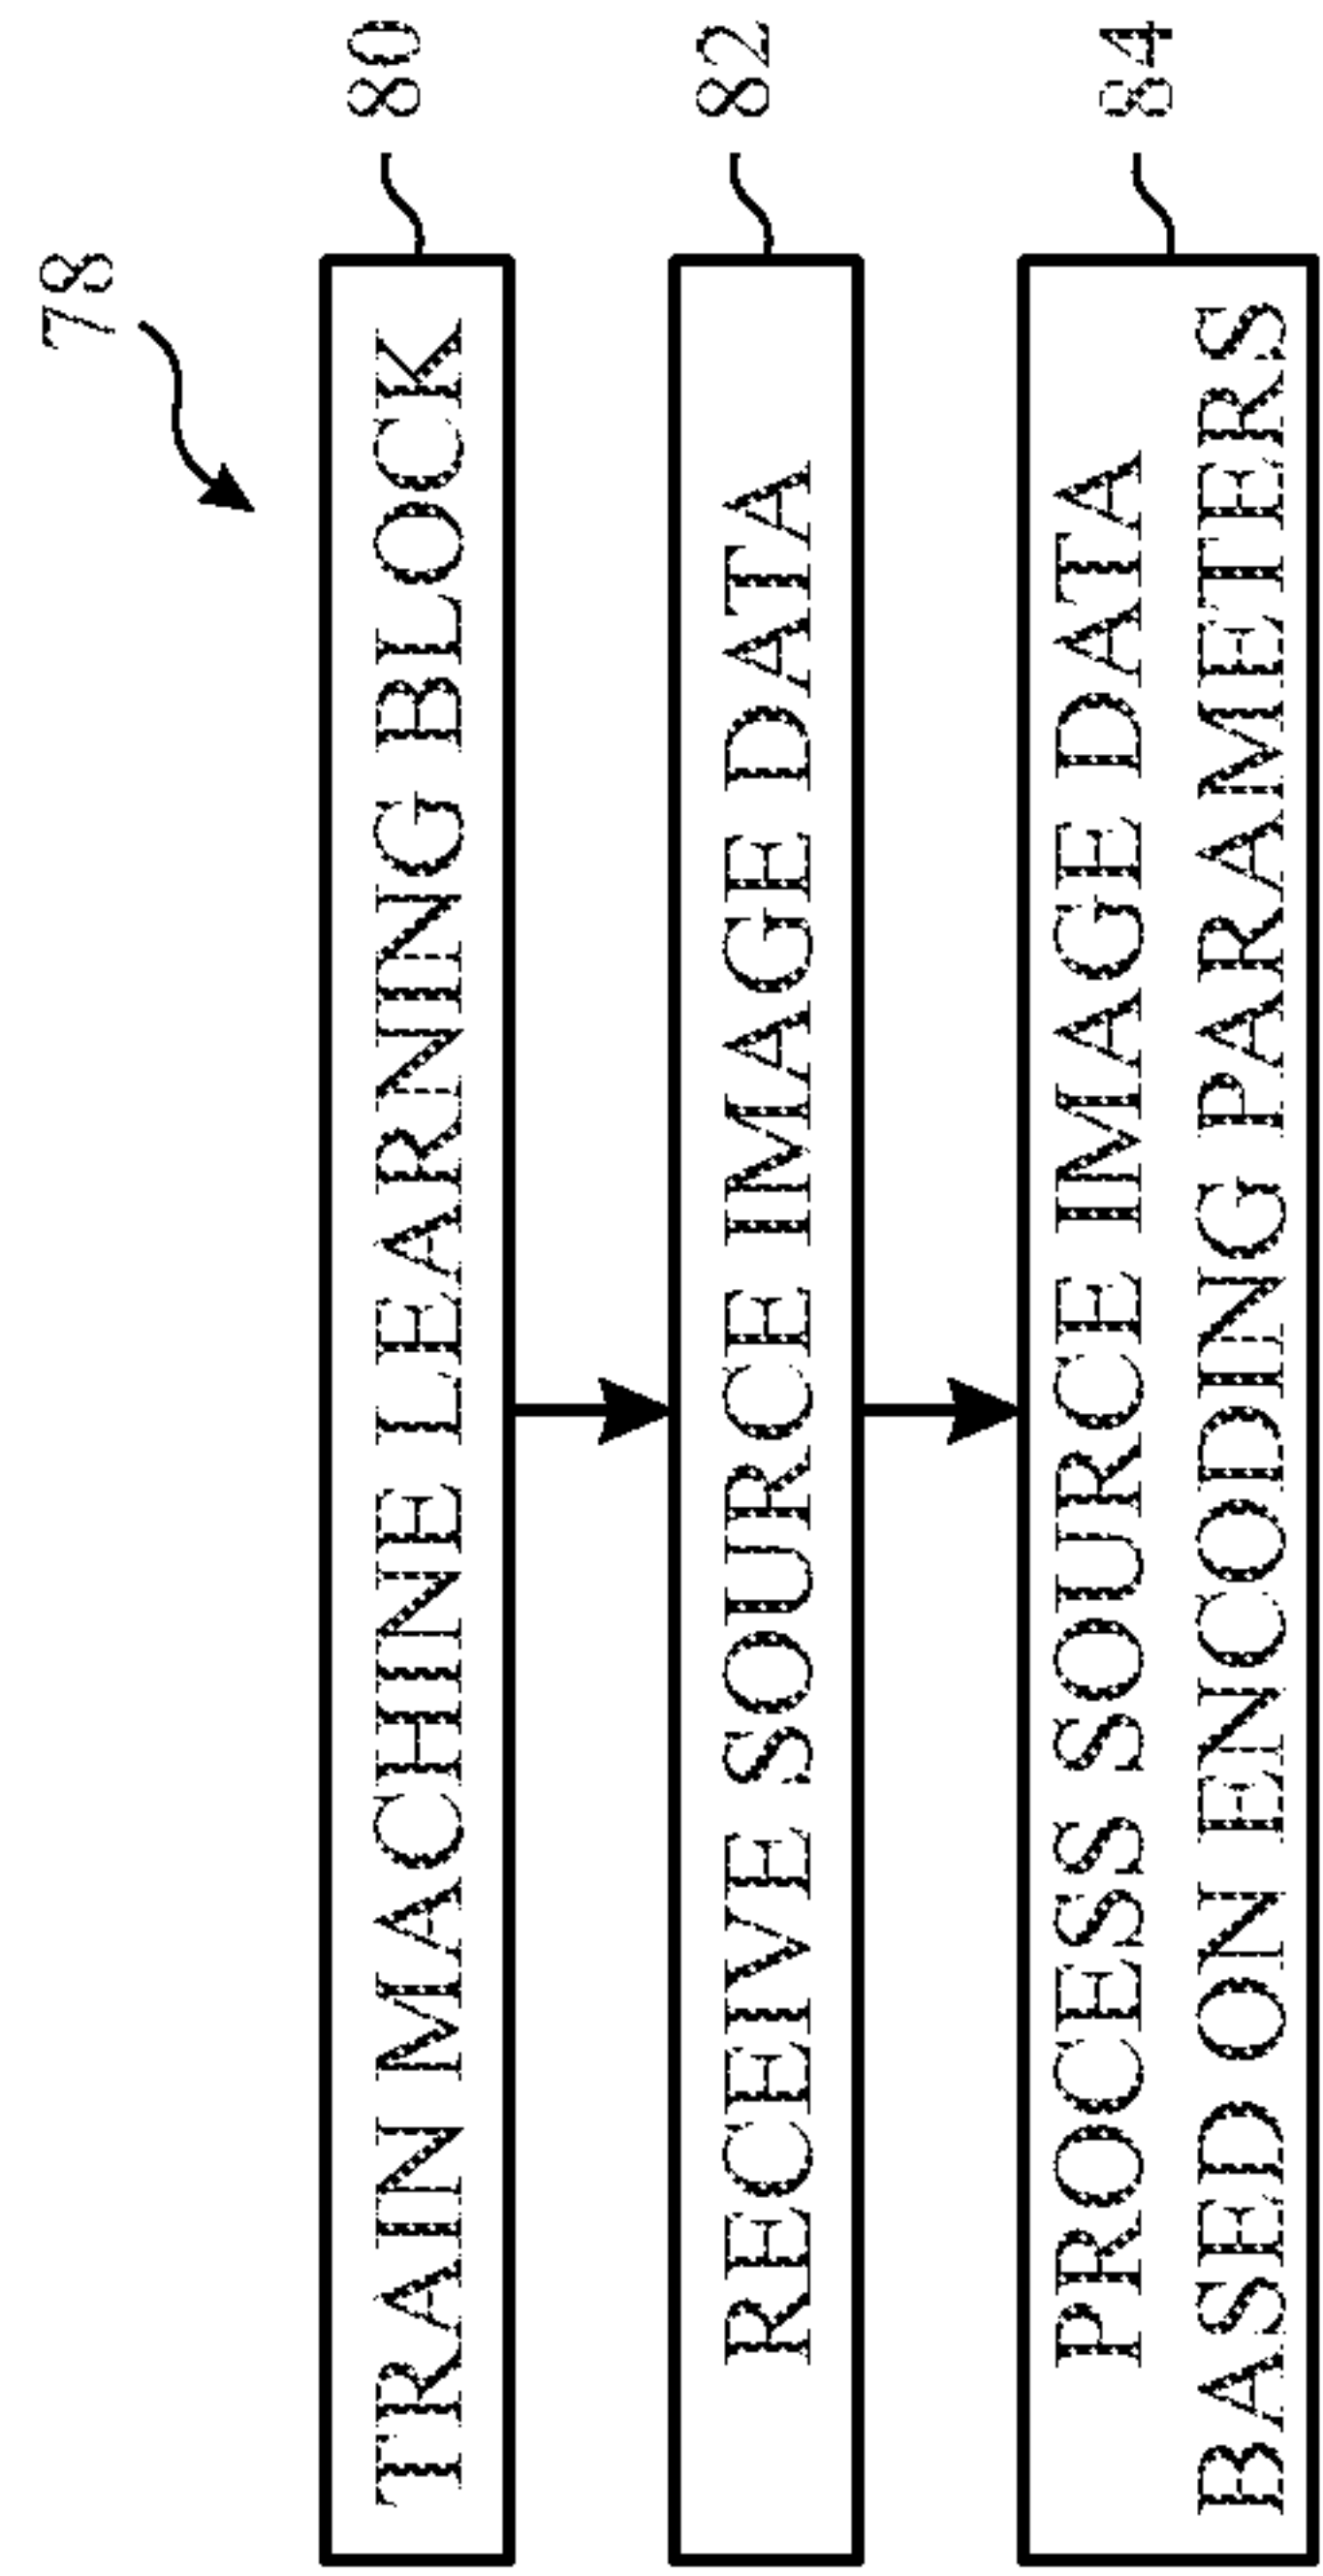 78
TRAIN MACHINE LEARNING BLOCK
80
RECEIVE SOURCE IMAGE DATA
82
PROCESS SOURCE IMAGE DATA
BASED ON ENCODING PARAMETERS
84